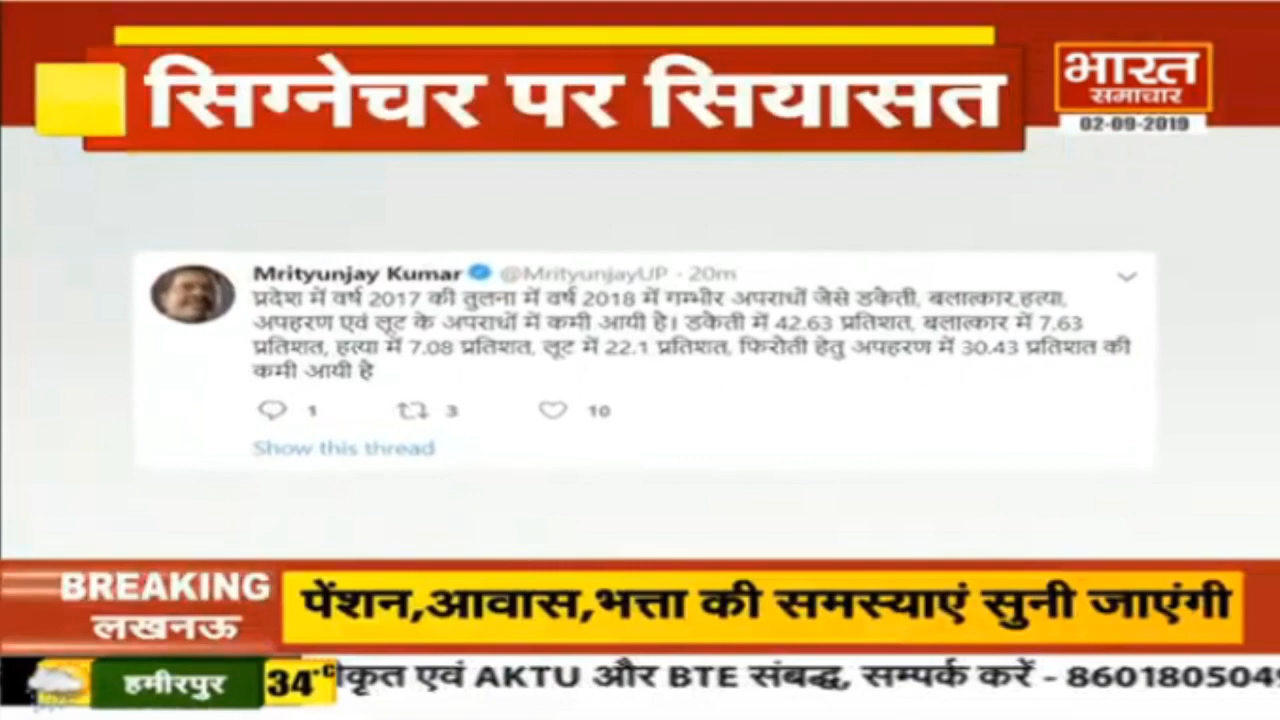 सिग्नेचर पर सियासत
भारत
समाचार
02-09-2019
Mrityunjay Kumar @MrityunjayUP · 20m
प्रदेश में वर्ष 2017 की तुलना में वर्ष 2018 में गम्भीर अपराधों जैसे डकैती, बलात्कार,हत्या,
अपहरण एवं लूट के अपराधों में कमी आयी है। डकैती में 42.63 प्रतिशत, बलात्कार में 7.63
प्रतिशत, हत्या में 7.08 प्रतिशत, लूट में 22.1 प्रतिशत, फिरौती हेतु अपहरण में 30.43 प्रतिशत की
कमी आयी है
1 3 10
Show this thread
BREAKING
लखनऊ
पेंशन,आवास,भत्ता की समस्याएं सुनी जाएंगी
हमीरपुर 34°C
एवं AKTU और BTE संबद्ध, सम्पर्क करें - 860180504